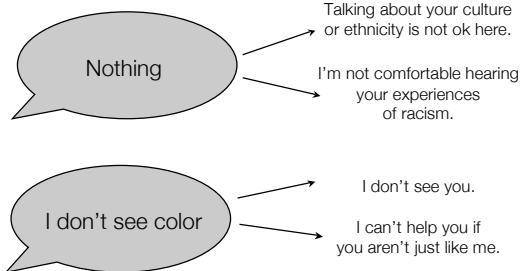 Nothing
Talking about your culture
or ethnicity is not ok here.
I'm not comfortable hearing
your experiences
of racism.
I don't see color
I don't see you.
I can't help you if
you aren't just like me.